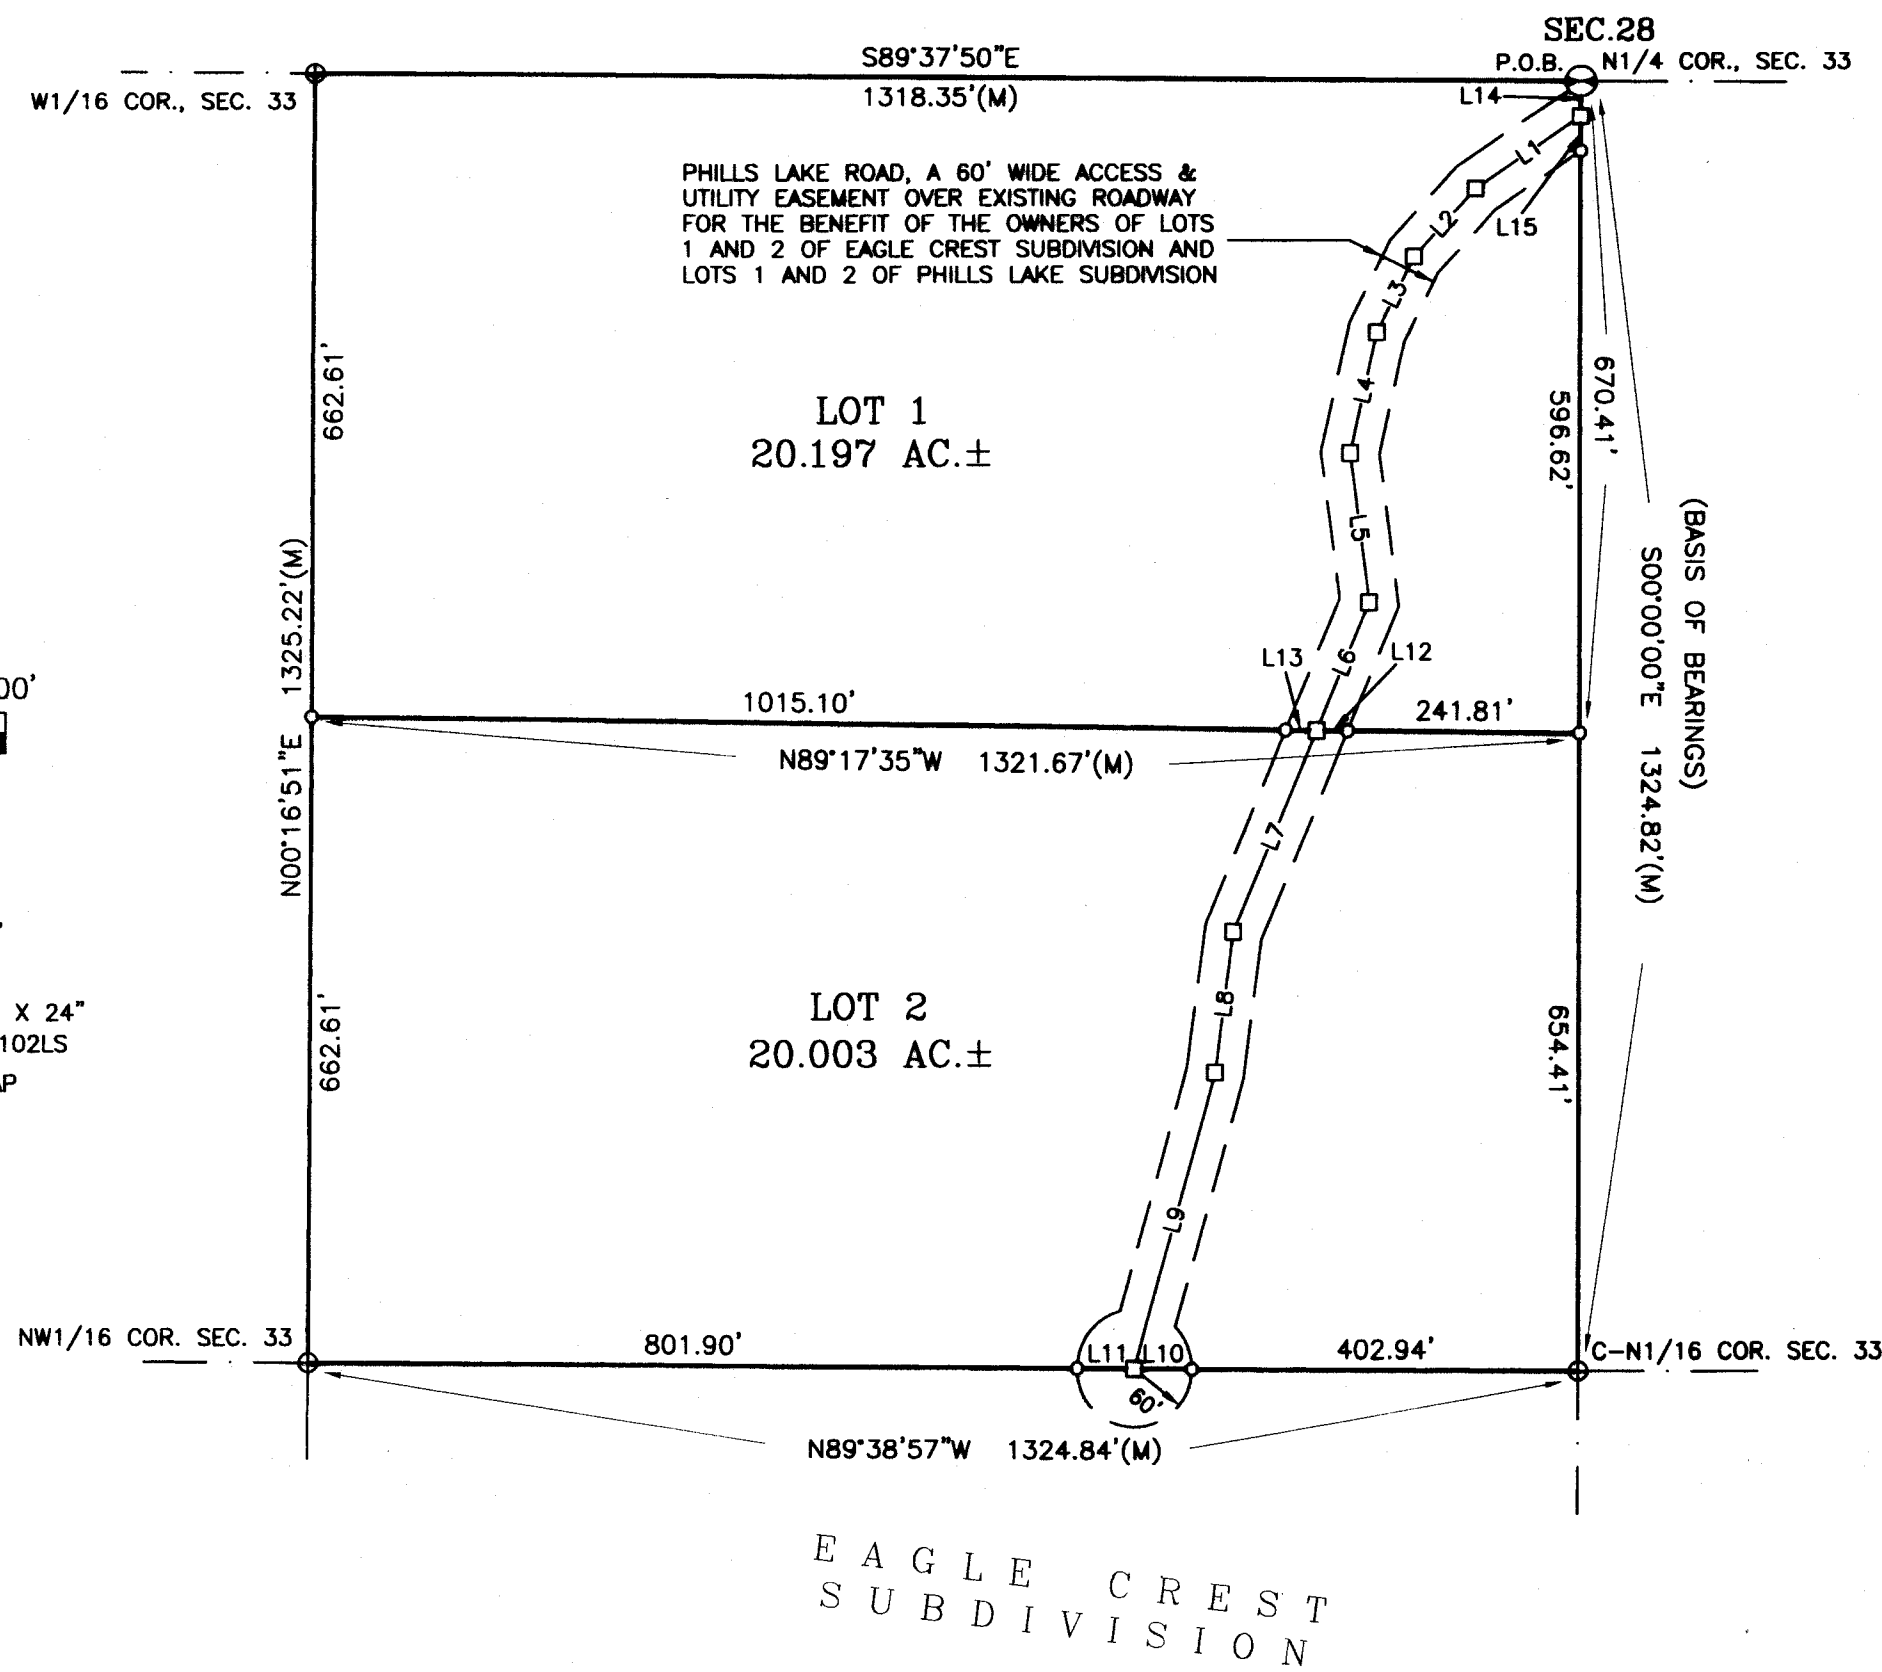 SEC.28
S89°37'50"E
P.O.B.
N1/4 COR., SEC. 33
W1/16 COR., SEC. 33
1318.35'(M)
L14
L1
PHILLS LAKE ROAD, A 60' WIDE ACCESS &
UTILITY EASEMENT OVER EXISTING ROADWAY
FOR THE BENEFIT OF THE OWNERS OF LOTS
1 AND 2 OF EAGLE CREST SUBDIVISION AND
LOTS 1 AND 2 OF PHILLS LAKE SUBDIVISION
L2
L15
L3
662.61'
L4
670.41'
596.62'
LOT 1
20.197 AC.±
L5
(BASIS OF BEARINGS)
S00°00'00"E 1324.82'(M)
N00°16'51"E 1325.22'(M)
L13
L6
L12
00'
1015.10'
241.81'
N89°17'35"W 1321.67'(M)
L7
X 24"
102LS
AP
662.61'
LOT 2
20.003 AC.±
L8
654.41'
L9
NW1/16 COR. SEC. 33
801.90'
L11
L10
402.94'
C-N1/16 COR. SEC. 33
60'
N89°38'57"W 1324.84'(M)
EAGLE CREST
SUBDIVISION